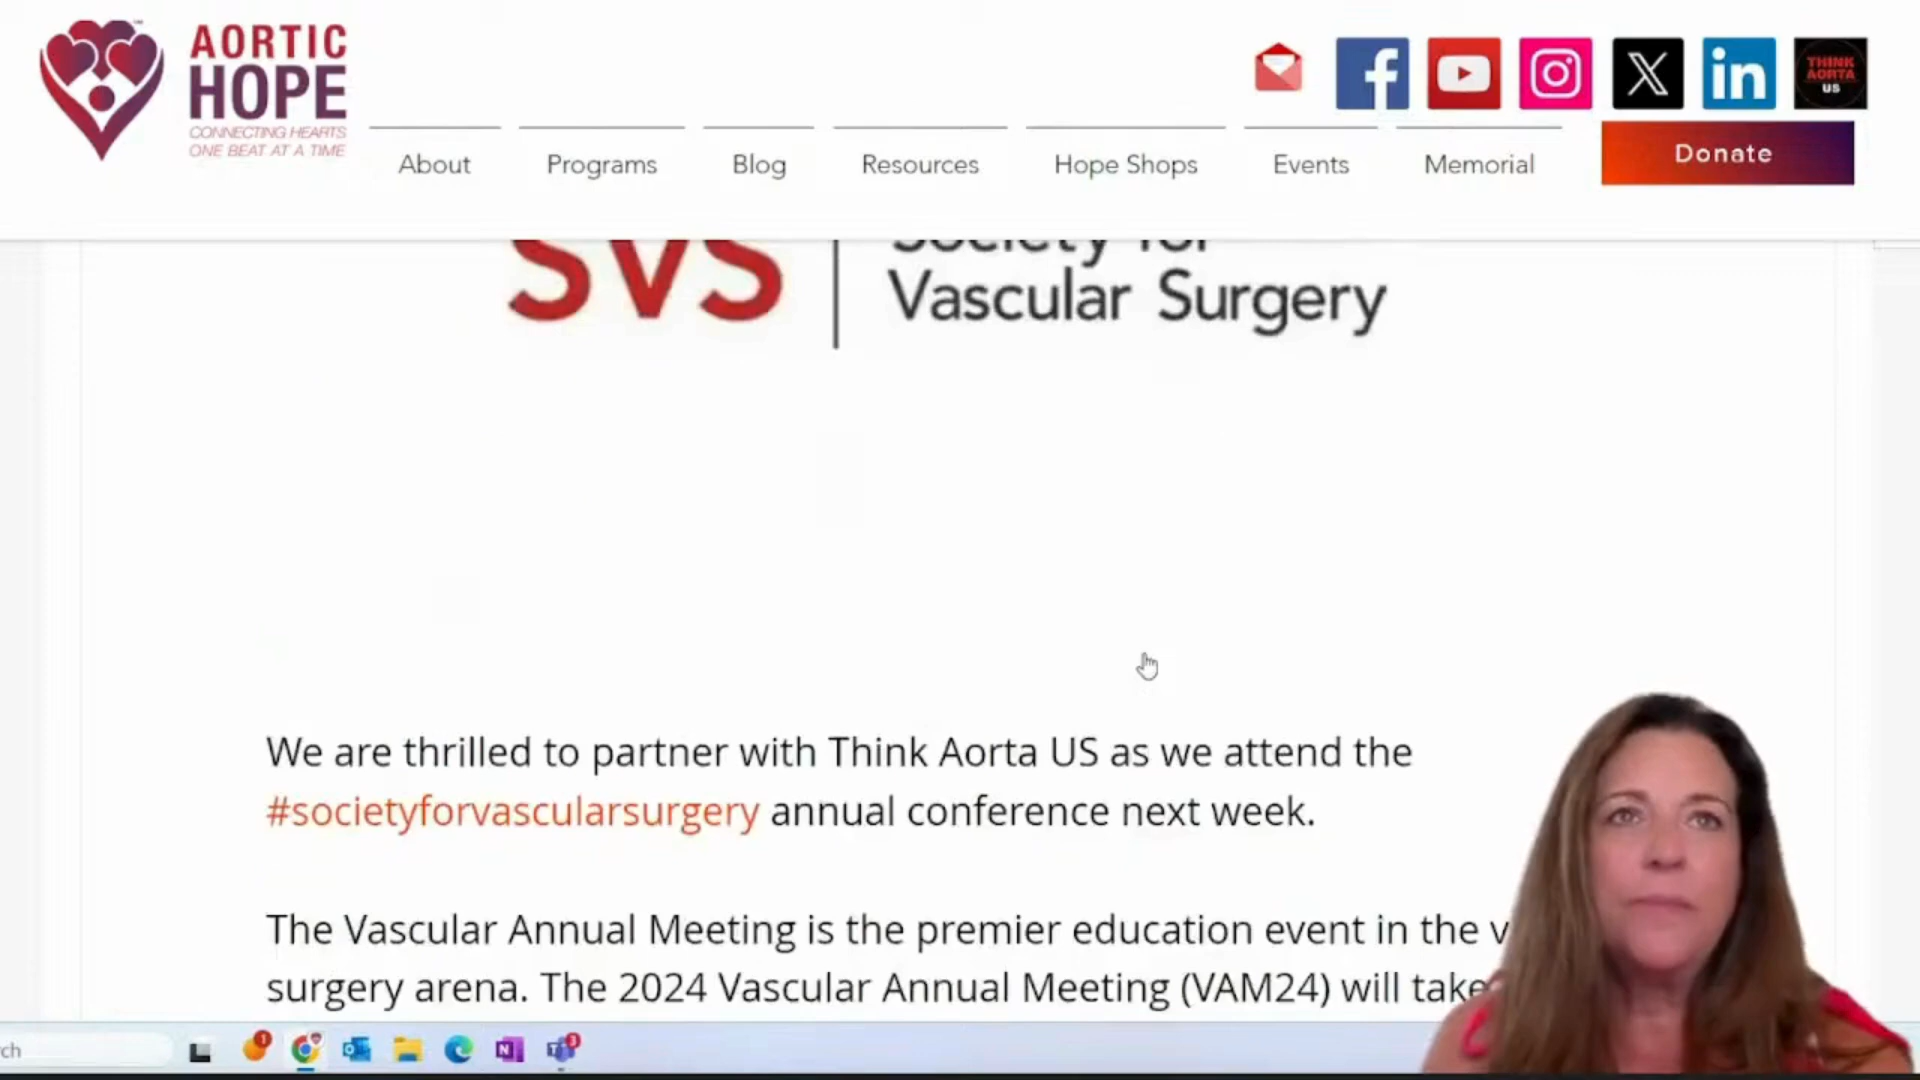 AORTIC
HOPE
CONNECTING HEARTS
ONE BEAT AT A TIME
THINK
AORTA
US
About
Programs
Blog
Resources
Hope Shops
Events
Memorial
Donate
SVS
Society for
Vascular Surgery
We are thrilled to partner with Think Aorta US as we attend the
#societyforvascularsurgery annual conference next week.
The Vascular Annual Meeting is the premier education event in the v
surgery arena. The 2024 Vascular Annual Meeting (VAM24) will take
ch